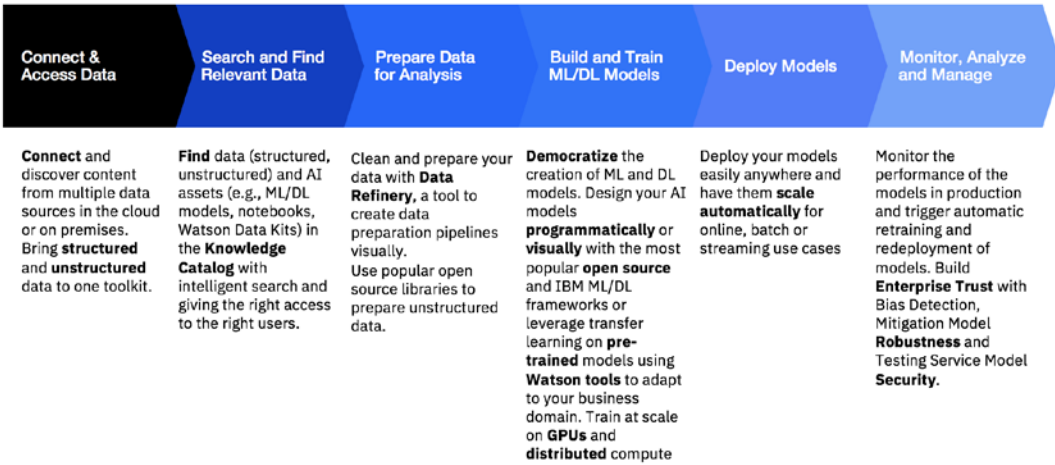 Connect &
Access Data
Search and Find
Relevant Data
Prepare Data
for Analysis
Build and Train
ML/DL Models
Deploy Models
Monitor, Analyze
and Manage
Connect and
discover content
from multiple data
sources in the cloud
or on premises.
Bring structured
and unstructured
data to one toolkit.
Find data (structured,
unstructured) and AI
assets (e.g., ML/DL
models, notebooks,
Watson Data Kits) in
the Knowledge
Catalog with
intelligent search and
giving the right access
to the right users.
Clean and prepare your
data with Data
Refinery, a tool to
create data
preparation pipelines
visually.
Use popular open
source libraries to
prepare unstructured
data.
Democratize the
creation of ML and DL
models. Design your AI
models
programmatically or
visually with the most
popular open source
and IBM ML/DL
frameworks or
leverage transfer
learning on pre-
trained models using
Watson tools to adapt
to your business
domain. Train at scale
on GPUs and
distributed compute
Deploy your models
easily anywhere and
have them scale
automatically for
online, batch or
streaming use cases
Monitor the
performance of the
models in production
and trigger automatic
retraining and
redeployment of
models. Build
Enterprise Trust with
Bias Detection,
Mitigation Model
Robustness and
Testing Service Model
Security.